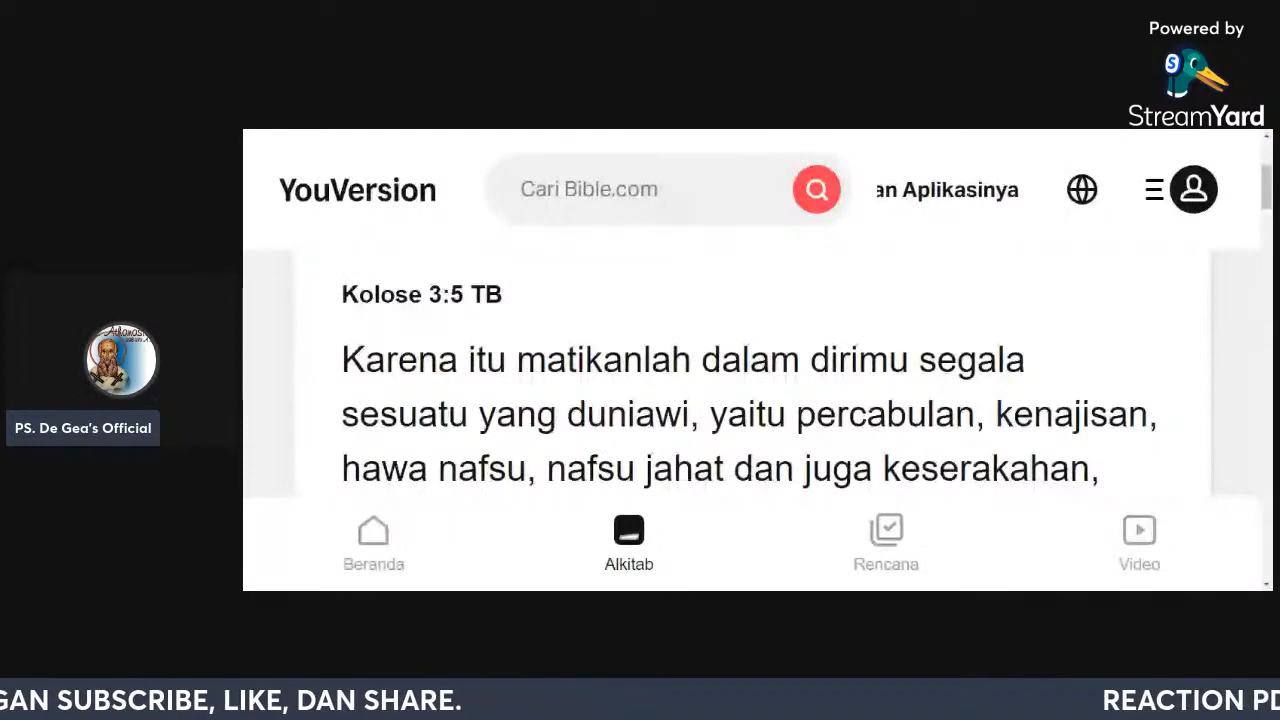 Powered by
StreamYard
YouVersion
Cari Bible.com
an Aplikasinya
Kolose 3:5 TB
Karena itu matikanlah dalam dirimu segala
sesuatu yang duniawi, yaitu percabulan, kenajisan,
hawa nafsu, nafsu jahat dan juga keserakahan,
PS. De Gea's Official
Beranda
Alkitab
Rencana
Video
GAN SUBSCRIBE, LIKE, DAN SHARE.
REACTION PD